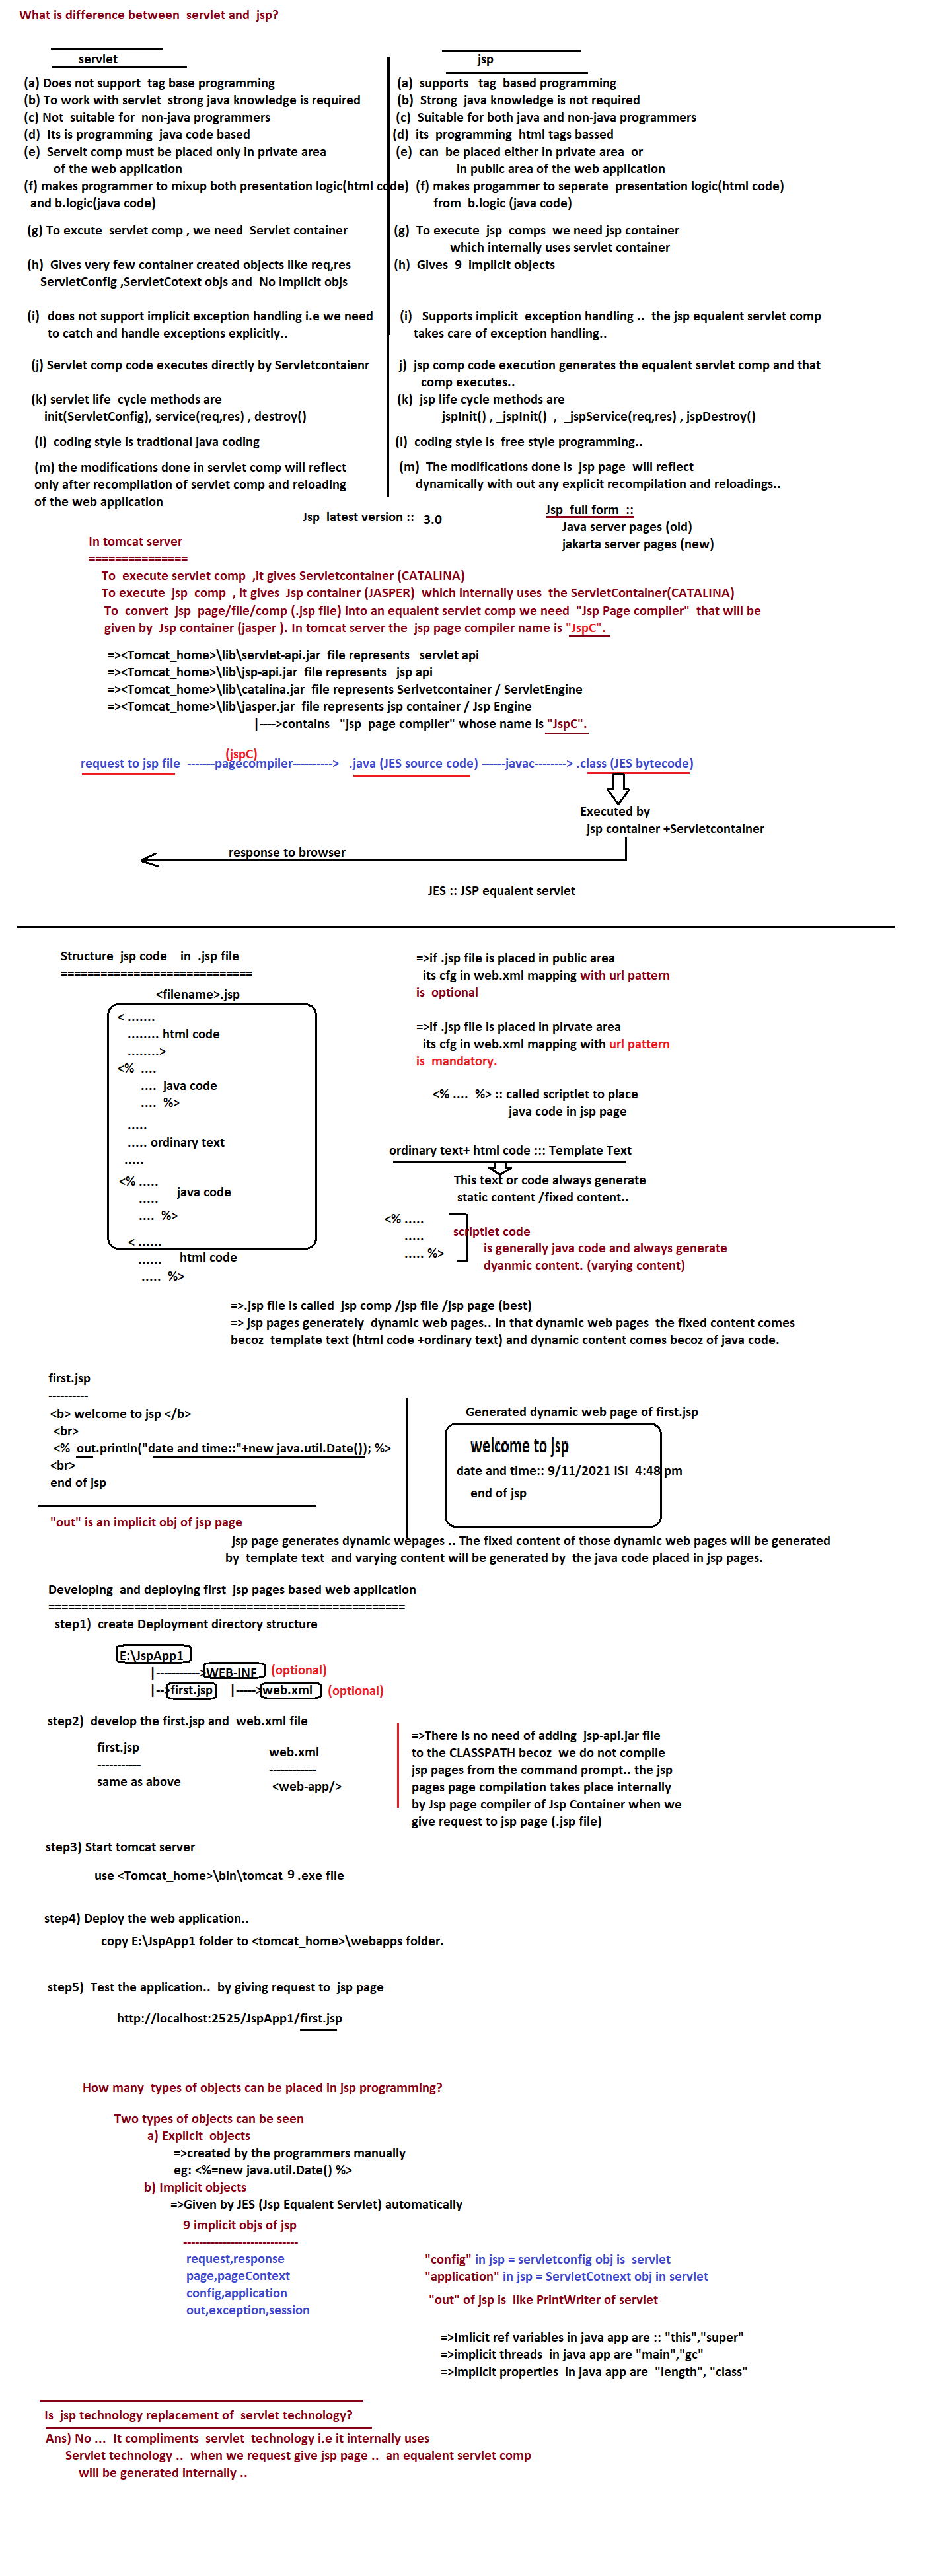 What is difference between servlet and jsp?
servlet
(a) Does not support tag base programming
(b) To work with servlet strong java knowledge is required
(c) Not suitable for non-java programmers
(d) Its is programming java code based
(e) Servelt comp must be placed only in private area
of the web application
(f) makes programmer to mixup both presentation logic(html code)
and b.logic(java code)
(g) To excute servlet comp , we need Servlet container
(h) Gives very few container created objects like req,res
ServletConfig ,ServletCotext objs and No implicit objs
(i) does not support implicit exception handling i.e we need
to catch and handle exceptions explicitly..
(j) Servlet comp code executes directly by Servletcontaienr
(k) servlet life cycle methods are
init(ServletConfig), service(req,res) , destroy()
(l) coding style is tradtional java coding
(m) the modifications done in servlet comp will reflect
only after recompilation of servlet comp and reloading
of the web application
jsp
(a) supports tag based programming
(b) Strong java knowledge is not required
(c) Suitable for both java and non-java programmers
(d) its programming html tags bassed
(e) can be placed either in private area or
in public area of the web application
(f) makes progammer to seperate presentation logic(html code)
from b.logic (java code)
(g) To execute jsp comps we need jsp container
which internally uses servlet container
(h) Gives 9 implicit objects
(i) Supports implicit exception handling .. the jsp equalent servlet comp
takes care of exception handling..
j) jsp comp code execution generates the equalent servlet comp and that
comp executes..
(k) jsp life cycle methods are
jspInit() , _jspInit() , _jspService(req,res) , jspDestroy()
(l) coding style is free style programming..
(m) The modifications done is jsp page will reflect
dynamically with out any explicit recompilation and reloadings..
Jsp latest version :: 3.0
Jsp full form ::
Java server pages (old)
jakarta server pages (new)
In tomcat server
===============
To execute servlet comp ,it gives Servletcontainer (CATALINA)
To execute jsp comp , it gives Jsp container (JASPER) which internally uses the ServletContainer(CATALINA)
To convert jsp page/file/comp (.jsp file) into an equalent servlet comp we need "Jsp Page compiler" that will be
given by Jsp container (jasper ). In tomcat server the jsp page compiler name is "JspC".
=><Tomcat_home>\lib\servlet-api.jar file represents servlet api
=><Tomcat_home>\lib\jsp-api.jar file represents jsp api
=><Tomcat_home>\lib\catalina.jar file represents Serlvetcontainer / ServletEngine
=><Tomcat_home>\lib\jasper.jar file represents jsp container / Jsp Engine
|---->contains "jsp page compiler" whose name is "JspC".
(jspC)
request to jsp file -------pagecompiler----------> .java (JES source code) ------javac--------> .class (JES bytecode)
Executed by
jsp container +Servletcontainer
response to browser
JES :: JSP equalent servlet
Structure jsp code in .jsp file
=============================
<filename>.jsp
< .......
........ html code
........>
<% ....
.... java code
.... %>
.....
..... ordinary text
.....
<% .....
..... java code
.... %>
< ......
...... html code
..... %>
=>if .jsp file is placed in public area
its cfg in web.xml mapping with url pattern
is optional
=>if .jsp file is placed in pirvate area
its cfg in web.xml mapping with url pattern
is mandatory.
<% .... %> :: called scriptlet to place
java code in jsp page
ordinary text+ html code ::: Template Text
This text or code always generate
static content /fixed content..
<% .....
.....
..... %>
scriptlet code
is generally java code and always generate
dyanmic content. (varying content)
=>.jsp file is called jsp comp /jsp file /jsp page (best)
=> jsp pages generately dynamic web pages.. In that dynamic web pages the fixed content comes
becoz template text (html code +ordinary text) and dynamic content comes becoz of java code.
first.jsp
----------
<b> welcome to jsp </b>
<br>
<% out.println("date and time::"+new java.util.Date()); %>
<br>
end of jsp
Generated dynamic web page of first.jsp
welcome to jsp
date and time:: 9/11/2021 ISI 4:48 pm
end of jsp
"out" is an implicit obj of jsp page
jsp page generates dynamic wepages .. The fixed content of those dynamic web pages will be generated
by template text and varying content will be generated by the java code placed in jsp pages.
Developing and deploying first jsp pages based web application
======================================================
step1) create Deployment directory structure
E:\JspApp1
|----------->WEB-INF (optional)
|-->first.jsp |----->web.xml (optional)
step2) develop the first.jsp and web.xml file
first.jsp
-----------
same as above
web.xml
------------
<web-app/>
=>There is no need of adding jsp-api.jar file
to the CLASSPATH becoz we do not compile
jsp pages from the command prompt.. the jsp
pages page compilation takes place internally
by Jsp page compiler of Jsp Container when we
give request to jsp page (.jsp file)
step3) Start tomcat server
use <Tomcat_home>\bin\tomcat 9 .exe file
step4) Deploy the web application..
copy E:\JspApp1 folder to <tomcat_home>\webapps folder.
step5) Test the application.. by giving request to jsp page
http://localhost:2525/JspApp1/first.jsp
How many types of objects can be placed in jsp programming?
Two types of objects can be seen
a) Explicit objects
=>created by the programmers manually
eg: <%=new java.util.Date() %>
b) Implicit objects
=>Given by JES (Jsp Equalent Servlet) automatically
9 implicit objs of jsp
-----------------------------
request,response
page,pageContext
config,application
out,exception,session
"config" in jsp = servletconfig obj is servlet
"application" in jsp = ServletCotnext obj in servlet
"out" of jsp is like PrintWriter of servlet
=>Imlicit ref variables in java app are :: "this","super"
=>implicit threads in java app are "main","gc"
=>implicit properties in java app are "length", "class"
Is jsp technology replacement of servlet technology?
Ans) No ... It compliments servlet technology i.e it internally uses
Servlet technology .. when we request give jsp page .. an equalent servlet comp
will be generated internally ..